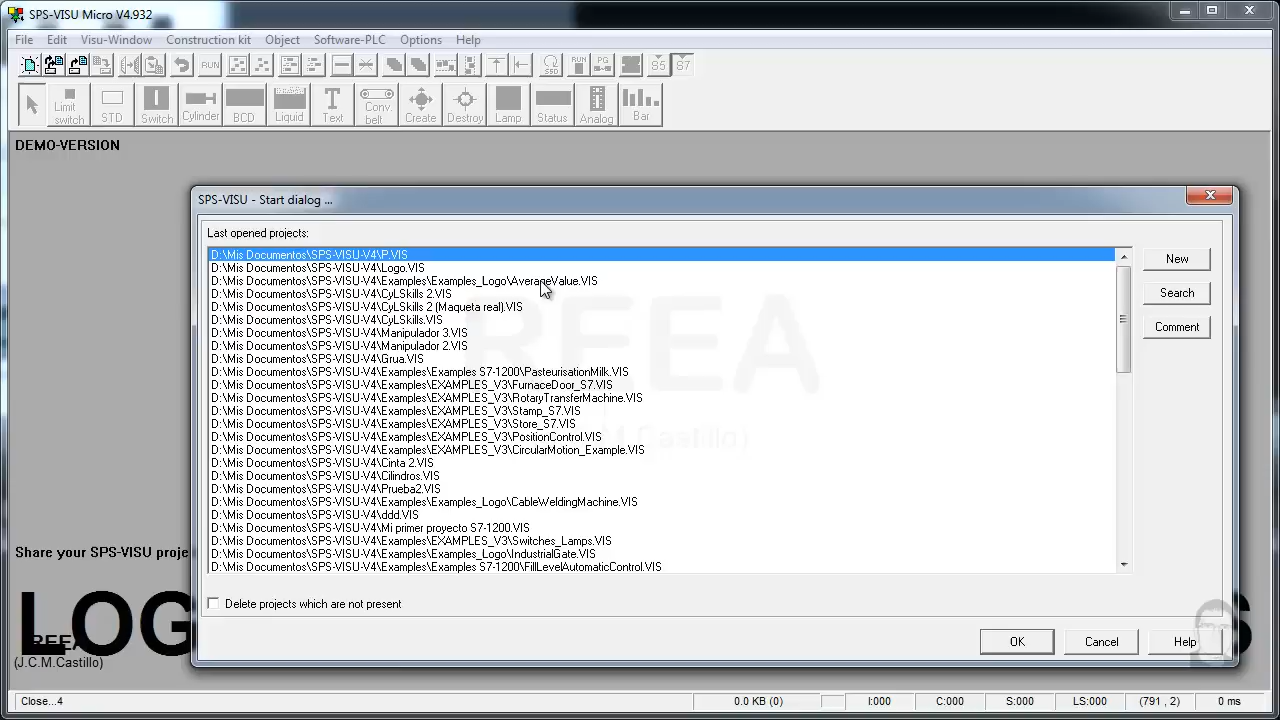 SPS-VISU Micro V4.932
File Edit Visu-Window Construction kit Object Software-PLC Options Help
RUN SSD RUN PG S5 S7
Limit switch STD Switch Cylinder BCD Liquid Text Conv. belt Create Destroy Lamp Status Analog Bar
DEMO-VERSION
SPS-VISU - Start dialog ...
Last opened projects:
D:\Mis Documentos\SPS-VISU-V4\P.VIS
D:\Mis Documentos\SPS-VISU-V4\Logo.VIS
D:\Mis Documentos\SPS-VISU-V4\Examples\Examples_Logo\AverageValue.VIS
D:\Mis Documentos\SPS-VISU-V4\CyLSkills 2.VIS
D:\Mis Documentos\SPS-VISU-V4\CyLSkills 2 (Maqueta real).VIS
D:\Mis Documentos\SPS-VISU-V4\CyLSkills.VIS
D:\Mis Documentos\SPS-VISU-V4\Manipulador 3.VIS
D:\Mis Documentos\SPS-VISU-V4\Manipulador 2.VIS
D:\Mis Documentos\SPS-VISU-V4\Grua.VIS
D:\Mis Documentos\SPS-VISU-V4\Examples\Examples S7-1200\PasteurisationMilk.VIS
D:\Mis Documentos\SPS-VISU-V4\Examples\EXAMPLES_V3\FurnaceDoor_S7.VIS
D:\Mis Documentos\SPS-VISU-V4\Examples\EXAMPLES_V3\RotaryTransferMachine.VIS
D:\Mis Documentos\SPS-VISU-V4\Examples\EXAMPLES_V3\Stamp_S7.VIS
D:\Mis Documentos\SPS-VISU-V4\Examples\EXAMPLES_V3\Store_S7.VIS
D:\Mis Documentos\SPS-VISU-V4\Examples\EXAMPLES_V3\PositionControl.VIS
D:\Mis Documentos\SPS-VISU-V4\Examples\EXAMPLES_V3\CircularMotion_Example.VIS
D:\Mis Documentos\SPS-VISU-V4\Cinta 2.VIS
D:\Mis Documentos\SPS-VISU-V4\Cilindros.VIS
D:\Mis Documentos\SPS-VISU-V4\Prueba2.VIS
D:\Mis Documentos\SPS-VISU-V4\Examples\Examples_Logo\CableWeldingMachine.VIS
D:\Mis Documentos\SPS-VISU-V4\ddd.VIS
D:\Mis Documentos\SPS-VISU-V4\Mi primer proyecto S7-1200.VIS
D:\Mis Documentos\SPS-VISU-V4\Examples\EXAMPLES_V3\Switches_Lamps.VIS
D:\Mis Documentos\SPS-VISU-V4\Examples\Examples_Logo\IndustrialGate.VIS
D:\Mis Documentos\SPS-VISU-V4\Examples\Examples S7-1200\FillLevelAutomaticControl.VIS
New
Search
Comment
REEA
M.Castillo)
Delete projects which are not present
OK Cancel Help
Share your SPS-VISU proje
LOG S
REEA
(J.C.M.Castillo)
Close...4 0.0 KB (0) I:000 C:000 S:000 LS:000 (791 , 2) 0 ms